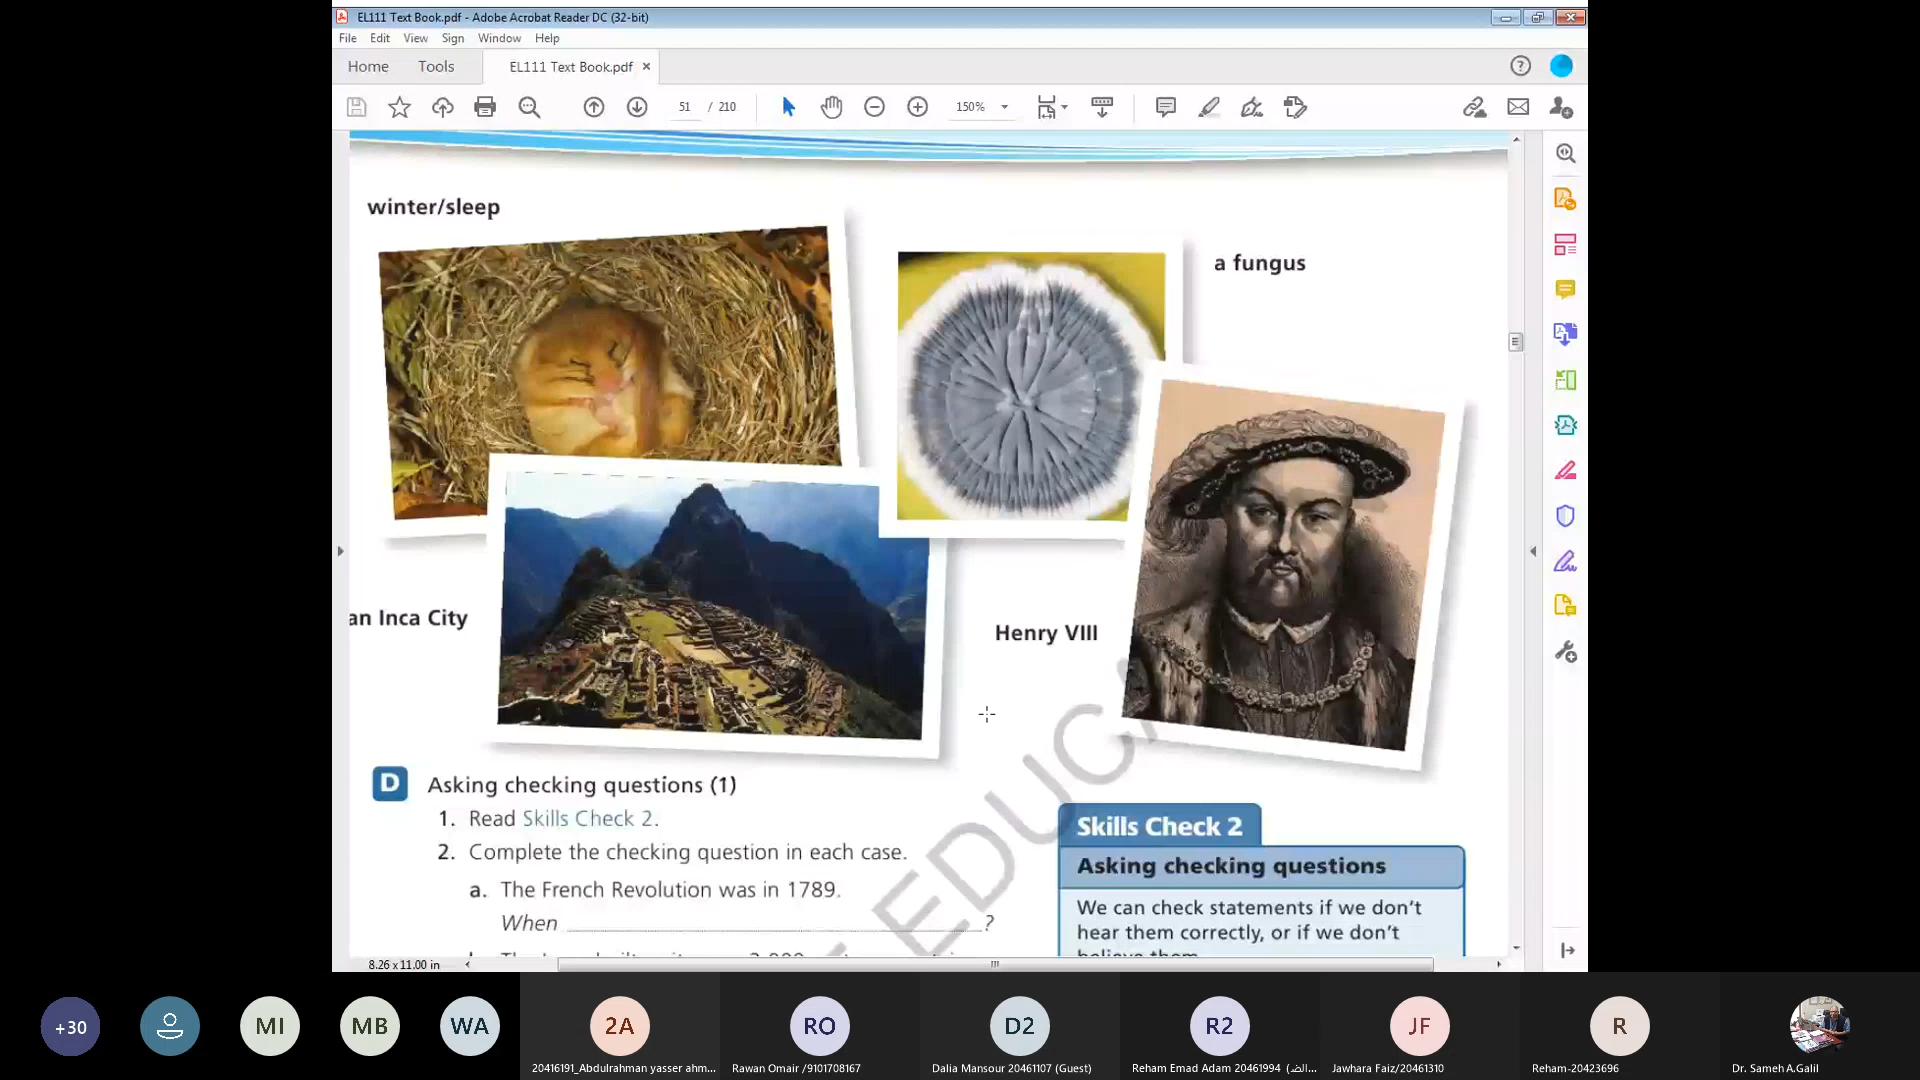 EL111 Text Book.pdf - Adobe Acrobat Reader DC (32-bit)
File Edit View Sign Window Help
Home Tools EL111 Text Book.pdf
51 / 210 150%
winter/sleep
a fungus
an Inca City
Henry VIII
D Asking checking questions (1)
1. Read Skills Check 2.
2. Complete the checking question in each case.
a. The French Revolution was in 1789.
When ?
Skills Check 2
Asking checking questions
We can check statements if we don't
hear them correctly, or if we don't
believe them
EDUCA
8.26 x 11.00 in
+30 MI MB WA 2A RO D2 R2 JF R
20416191_Abdulrahman yasser ahm... Rawan Omair /9101708167 Dalia Mansour 20461107 (Guest) Reham Emad Adam 20461994 Jawhara Faiz/20461310 Reham-20423696 Dr. Sameh A.Galil